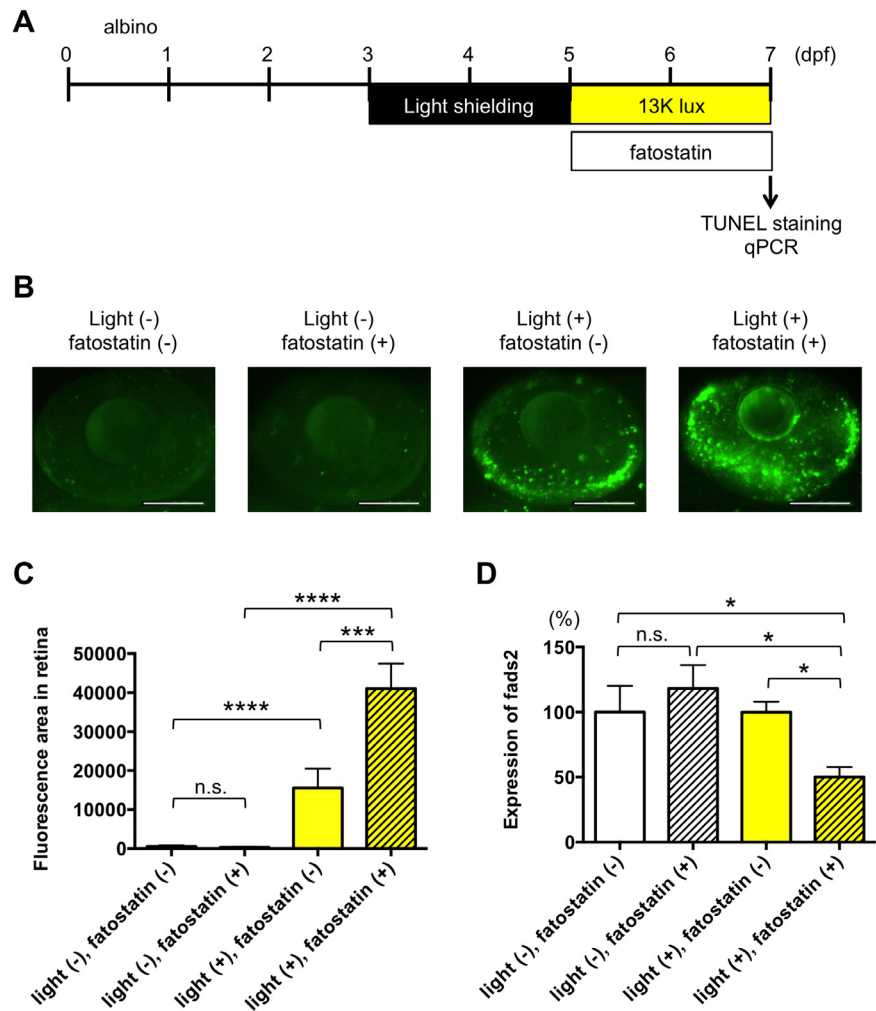 A
albino
0 1 2 3 4 5 6 7 (dpf)
Light shielding 13K lux
fatostatin
TUNEL staining
qPCR
B
Light (-)
fatostatin (-)
Light (-)
fatostatin (+)
Light (+)
fatostatin (-)
Light (+)
fatostatin (+)
C
Fluorescence area in retina
50000
40000
30000
20000
10000
0
****
***
****
n.s.
light (-), fatostatin (-)
light (-), fatostatin (+)
light (+), fatostatin (-)
light (+), fatostatin (+)
D
(%)
Expression of fads2
150
100
50
0
*
n.s. *
*
light (-), fatostatin (-)
light (-), fatostatin (+)
light (+), fatostatin (-)
light (+), fatostatin (+)